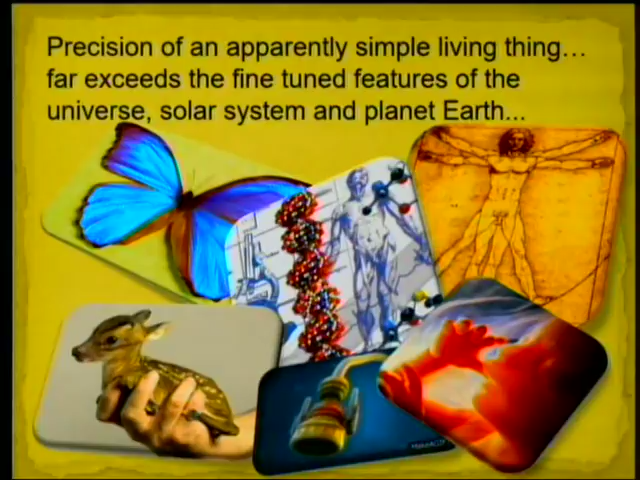 Precision of an apparently simple living thing…
far exceeds the fine tuned features of the
universe, solar system and planet Earth...